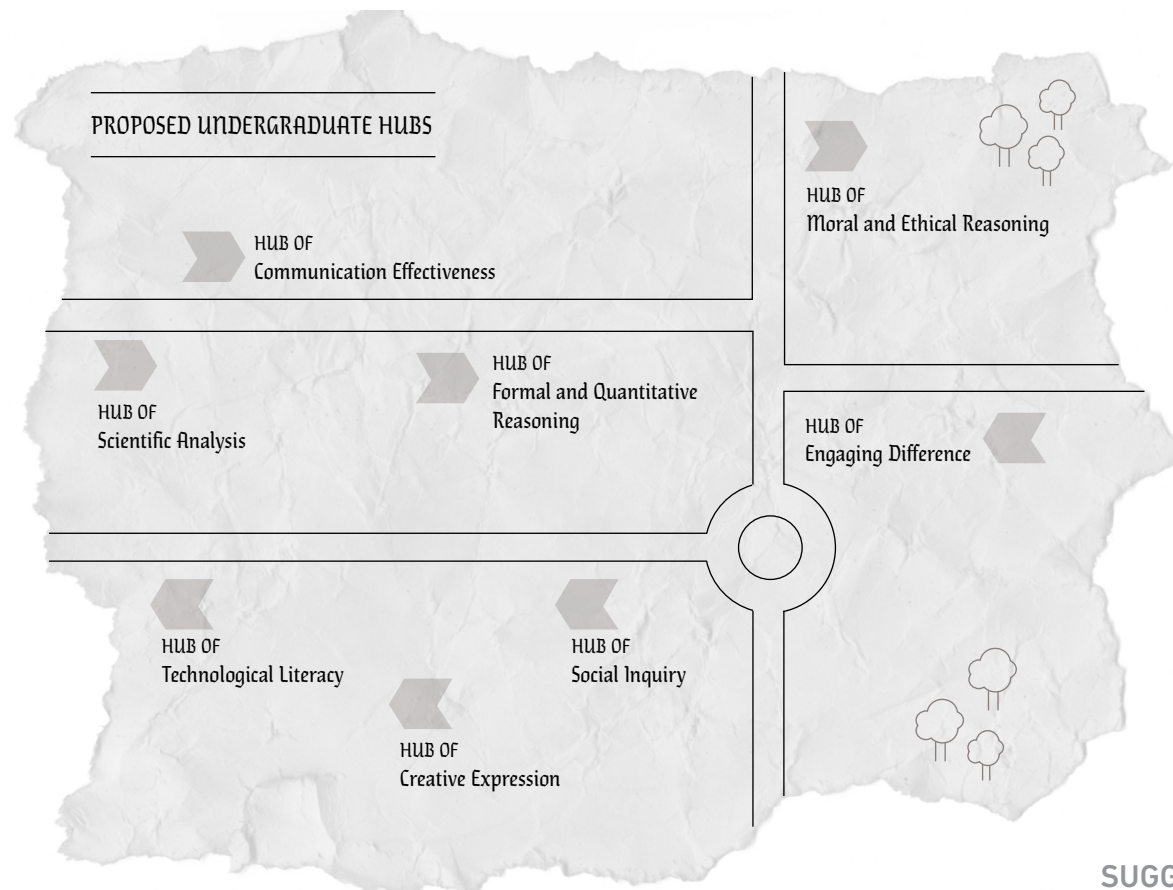 PROPOSED UNDERGRADUATE HUBS
HUB OF
Moral and Ethical Reasoning
HUB OF
Communication Effectiveness
HUB OF
Scientific Analysis
HUB OF
Formal and Quantitative
Reasoning
HUB OF
Engaging Difference
HUB OF
Technological Literacy
HUB OF
Social Inquiry
HUB OF
Creative Expression
SUGG